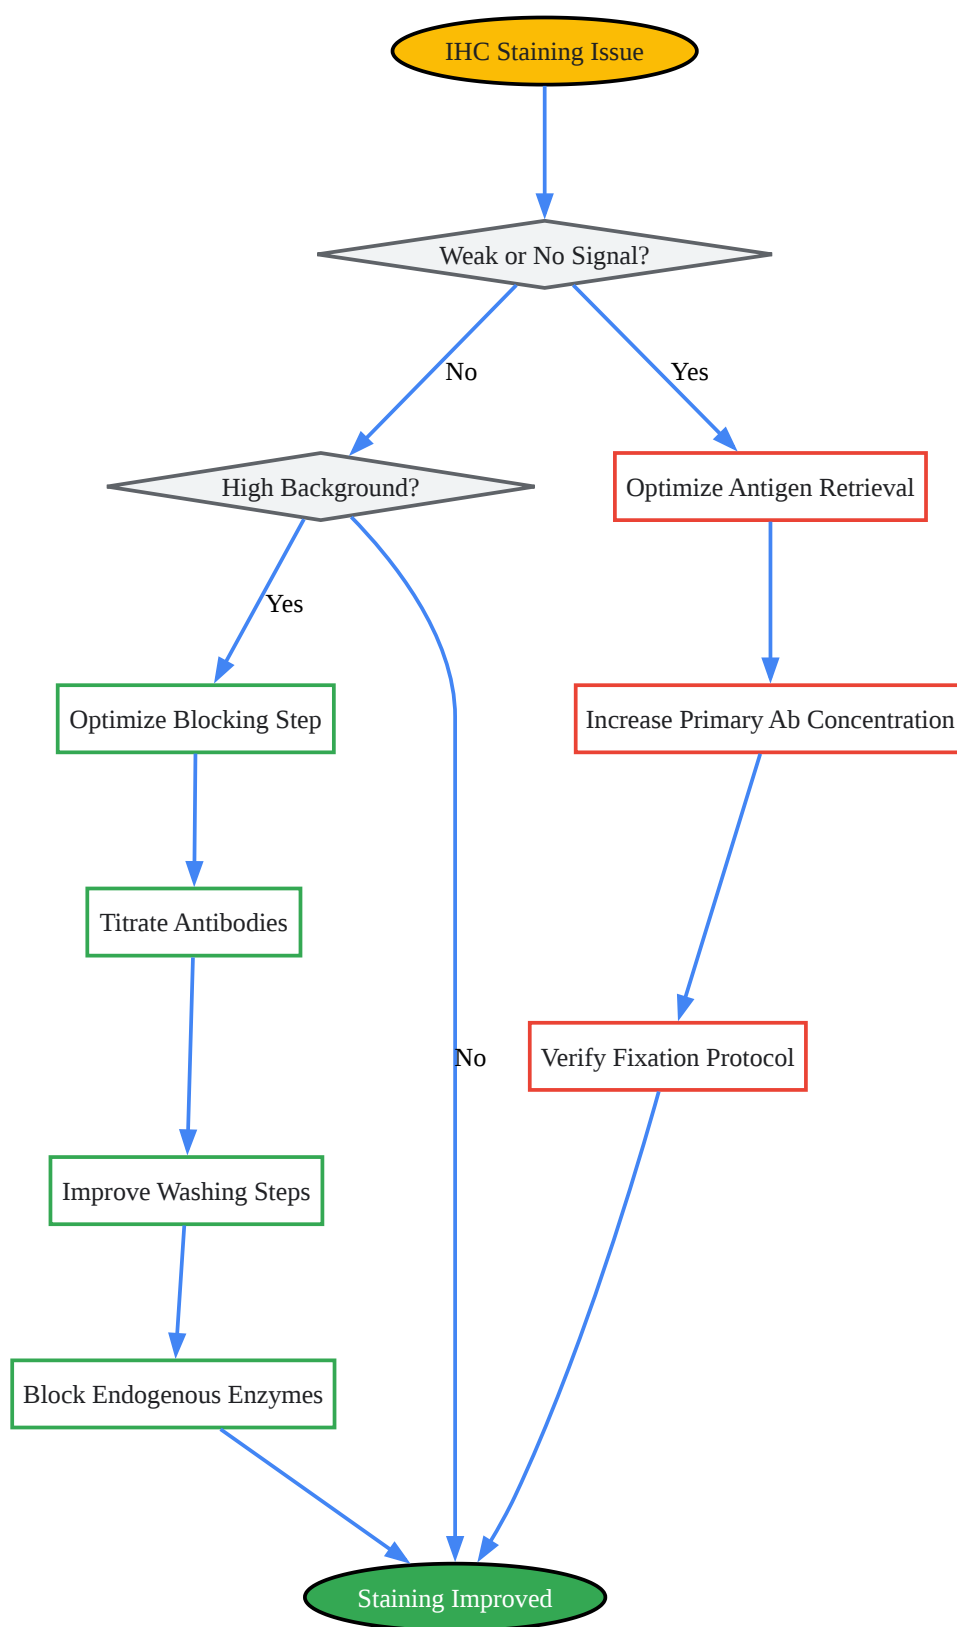 IHC Staining Issue
Weak or No Signal?
No
Yes
High Background?
Optimize Antigen Retrieval
Yes
Optimize Blocking Step
Increase Primary Ab Concentration
Titrate Antibodies
No
Verify Fixation Protocol
Improve Washing Steps
Block Endogenous Enzymes
Staining Improved